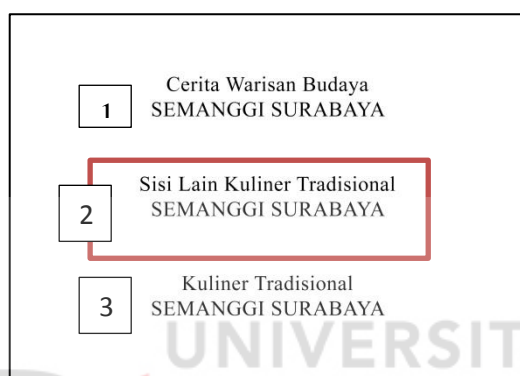 Cerita Warisan Budaya
1 SEMANGGI SURABAYA
Sisi Lain Kuliner Tradisional
2 SEMANGGI SURABAYA
Kuliner Tradisional
3 SEMANGGI SURABAYA
UNIVERSIT